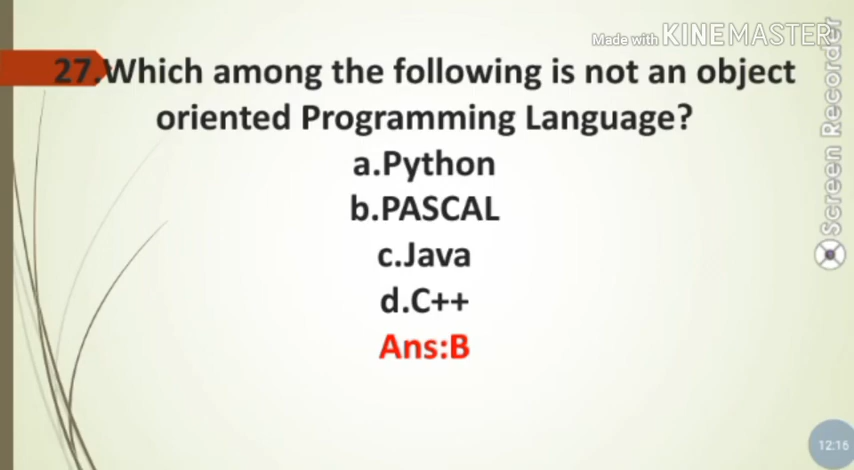 Made with KINEMASTER
27.Which among the following is not an object
oriented Programming Language?
a.Python
b.PASCAL
c.Java
d.C++
Ans:B
Screen Recorder
12:16